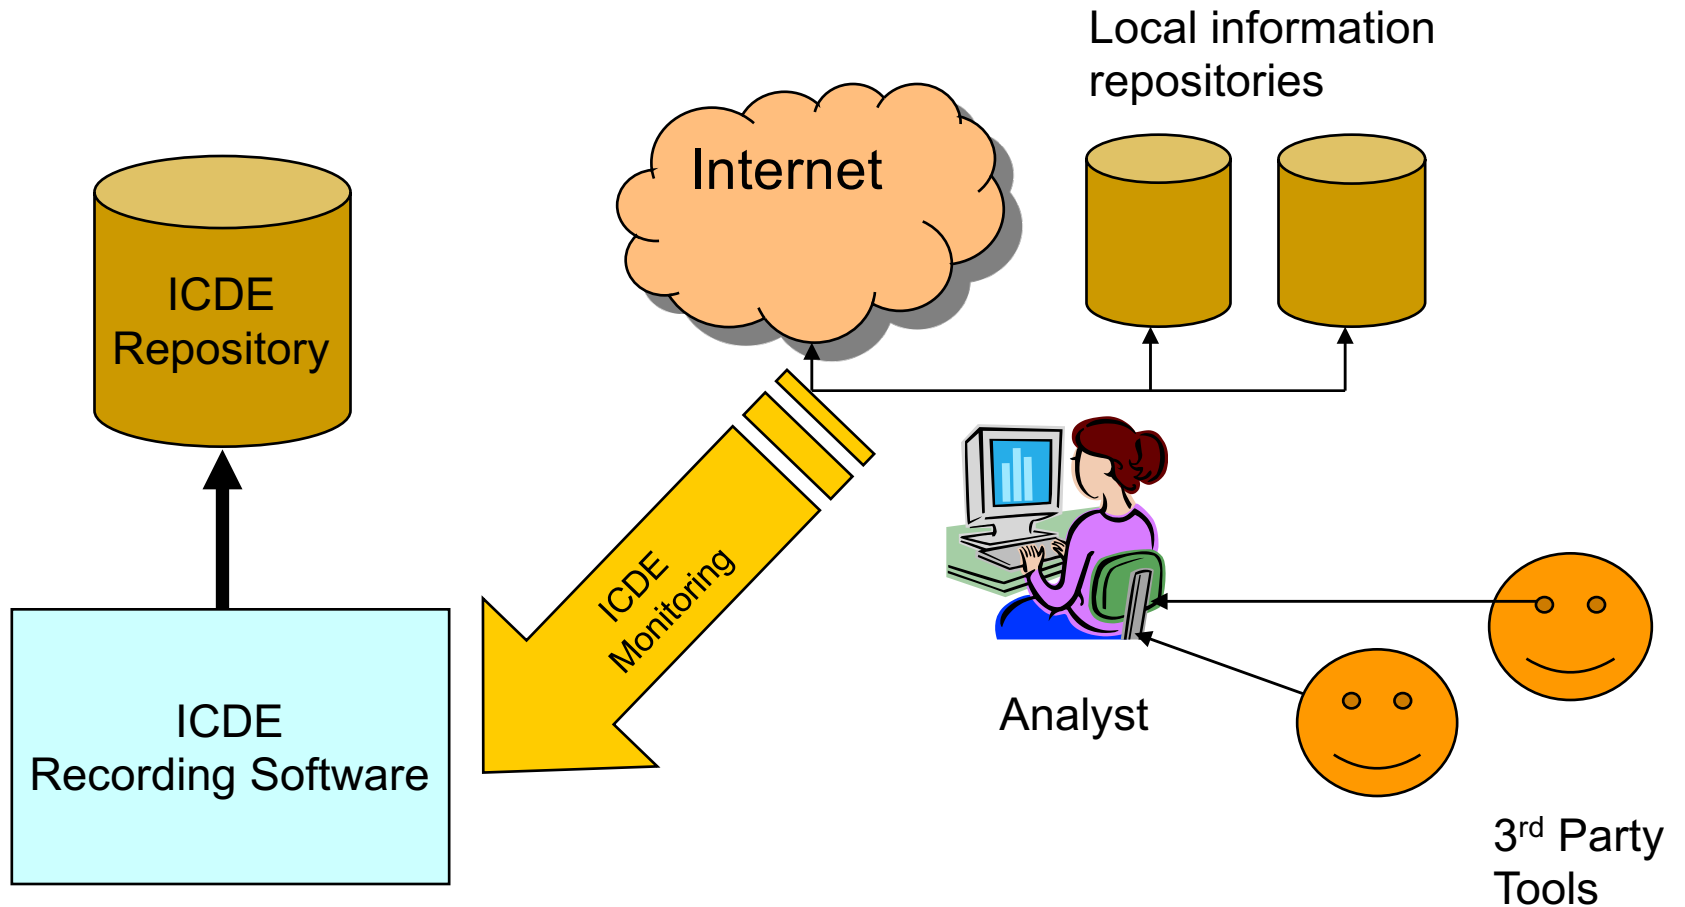 Local information
repositories
Internet
ICDE
Repository
ICDE
Monitoring
ICDE
Recording Software
Analyst
3rd Party
Tools